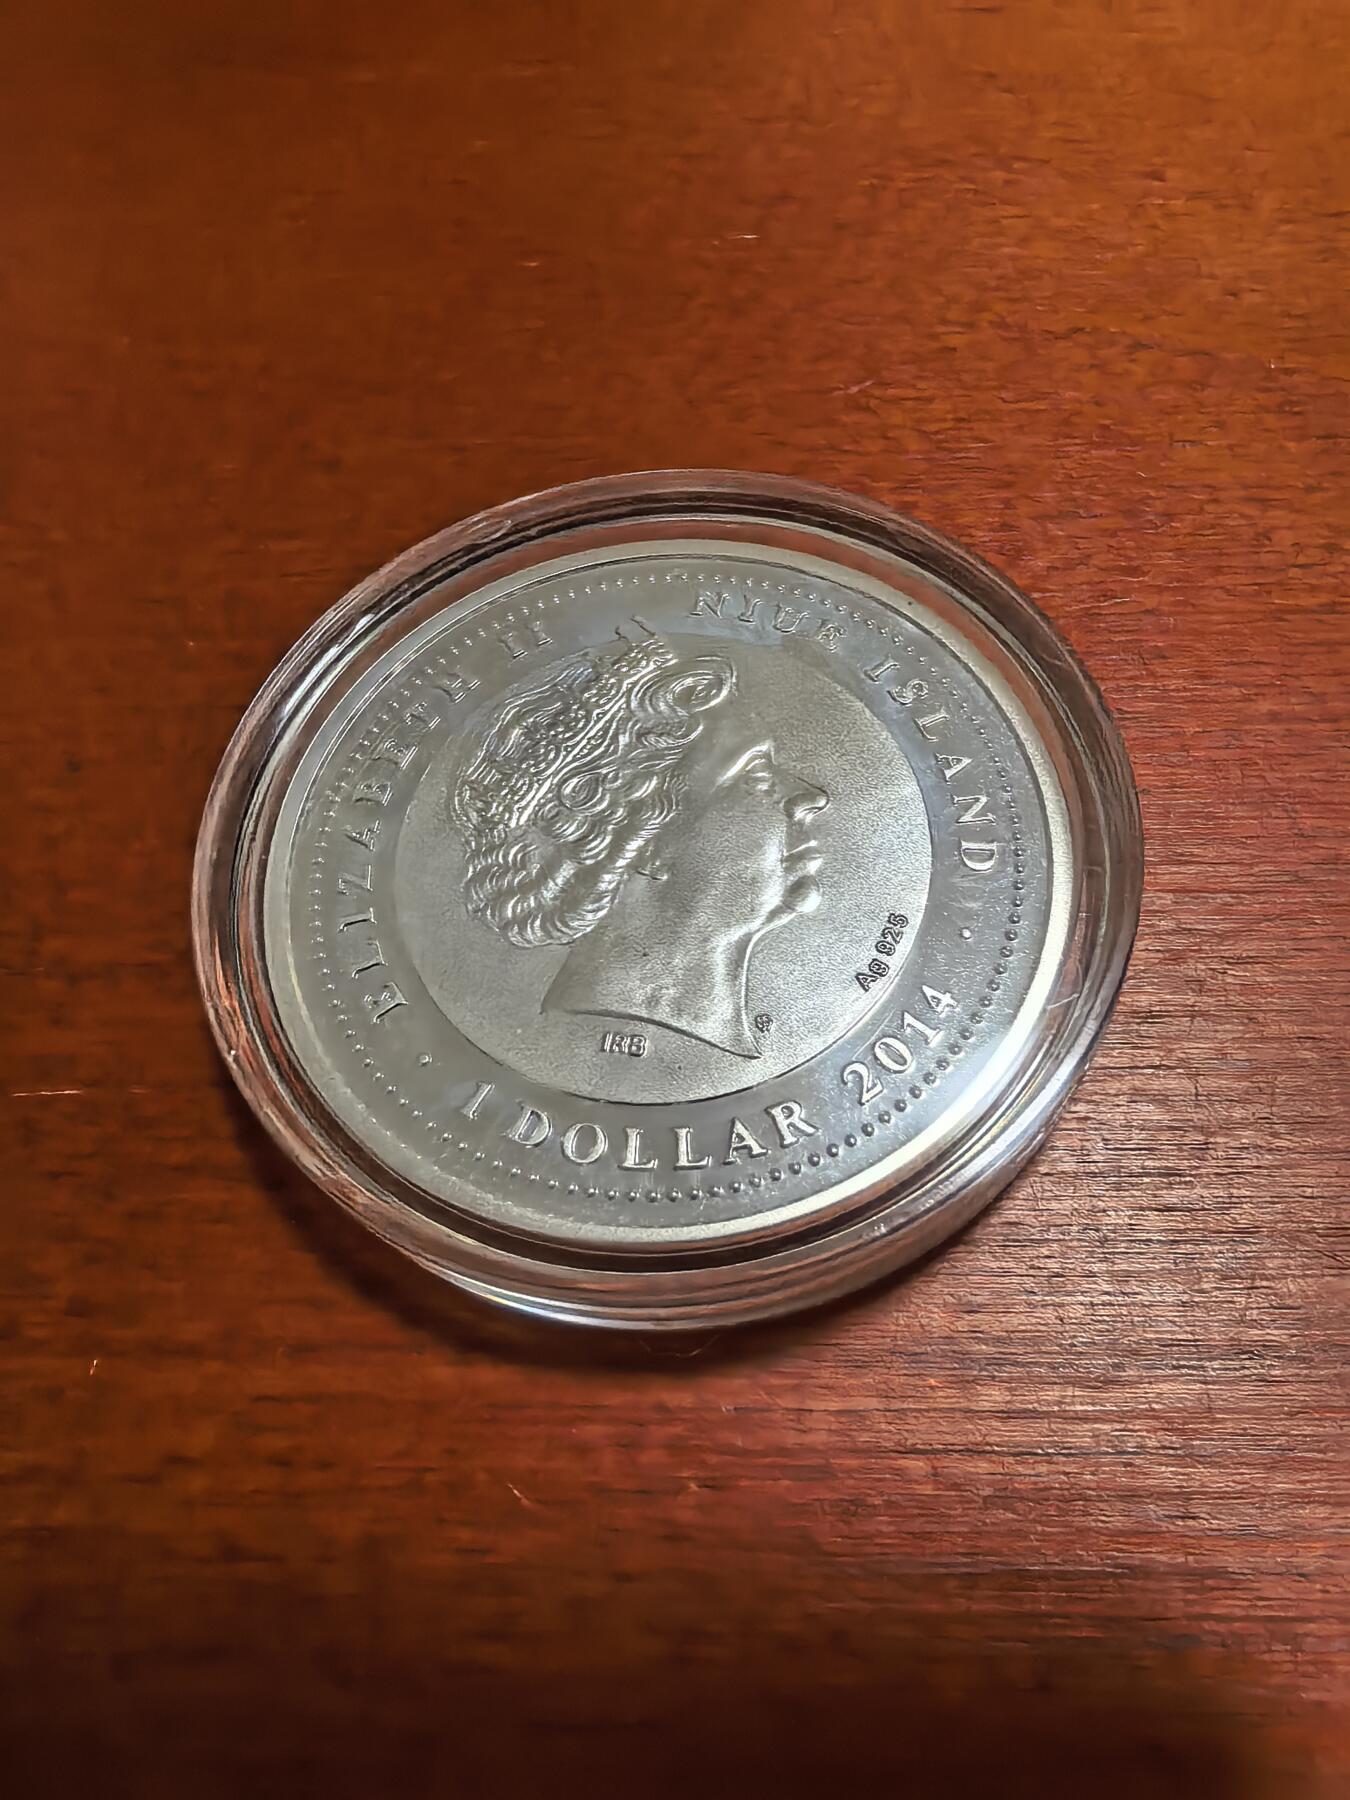 ELIZABETH II NIUE ISLAND
Ag 925
IRB
1 DOLLAR 2014